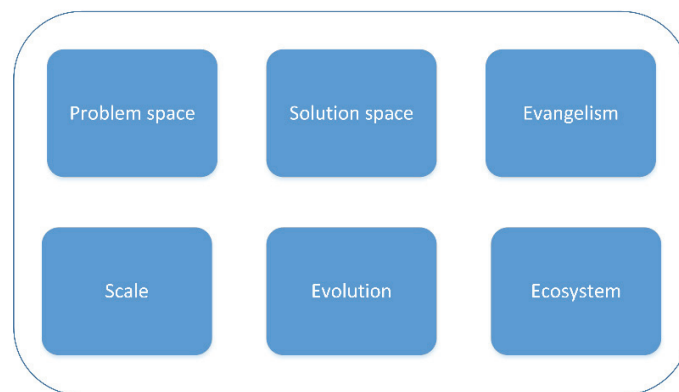 Problem space
Solution space
Evangelism
Scale
Evolution
Ecosystem